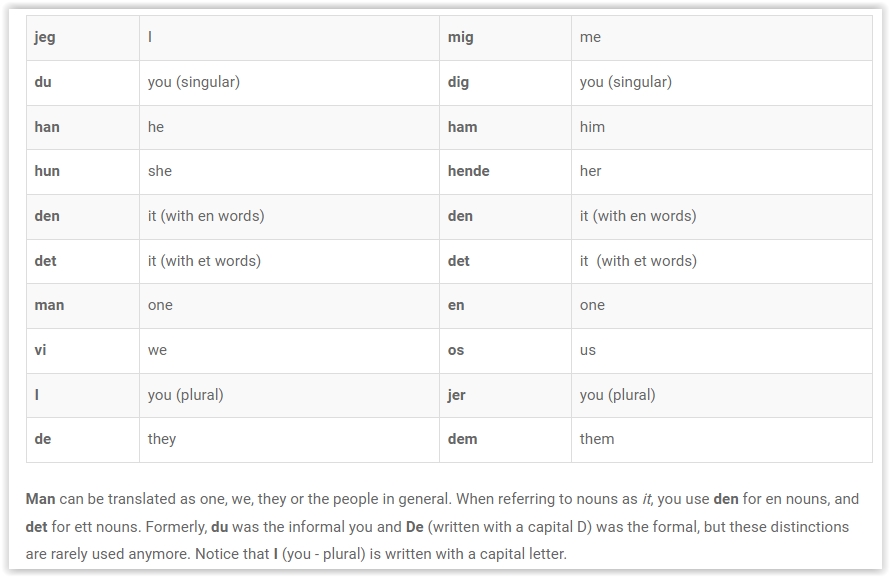 jeg I mig me
du you (singular) dig you (singular)
han he ham him
hun she hende her
den it (with en words) den it (with en words)
det it (with et words) det it  (with et words)
man one en one
vi we os us
I you (plural) jer you (plural)
de they dem them
Man can be translated as one, we, they or the people in general. When referring to nouns as it, you use den for en nouns, and
det for ett nouns. Formerly, du was the informal you and De (written with a capital D) was the formal, but these distinctions
are rarely used anymore. Notice that I (you - plural) is written with a capital letter.